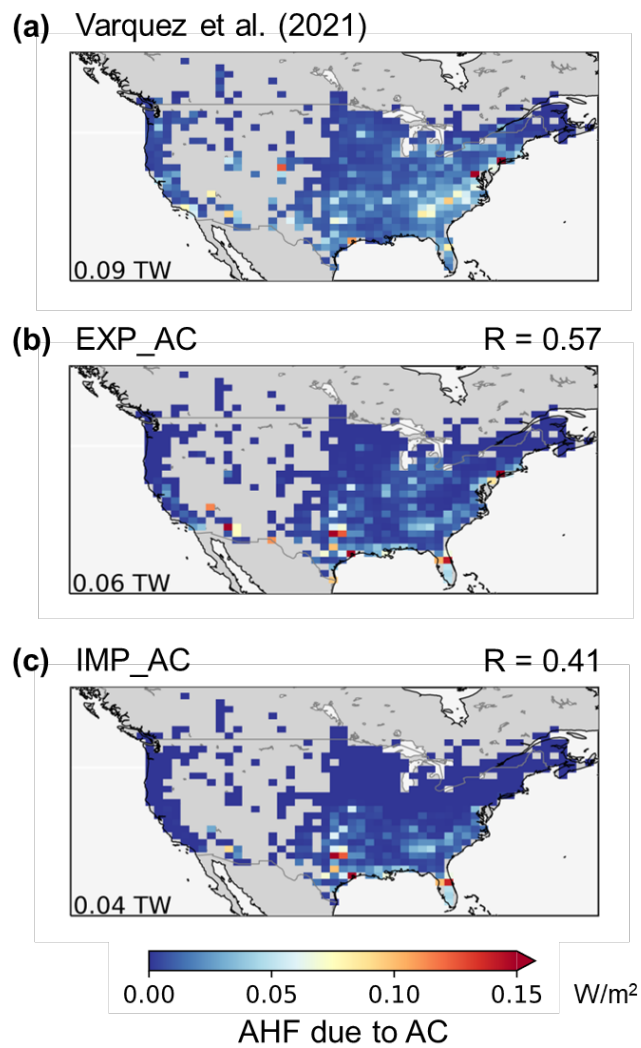 (a) Varquez et al. (2021)
0.09 TW
(b) EXP_AC R = 0.57
0.06 TW
(c) IMP_AC R = 0.41
0.04 TW
0.00 0.05 0.10 0.15 W/m²
AHF due to AC